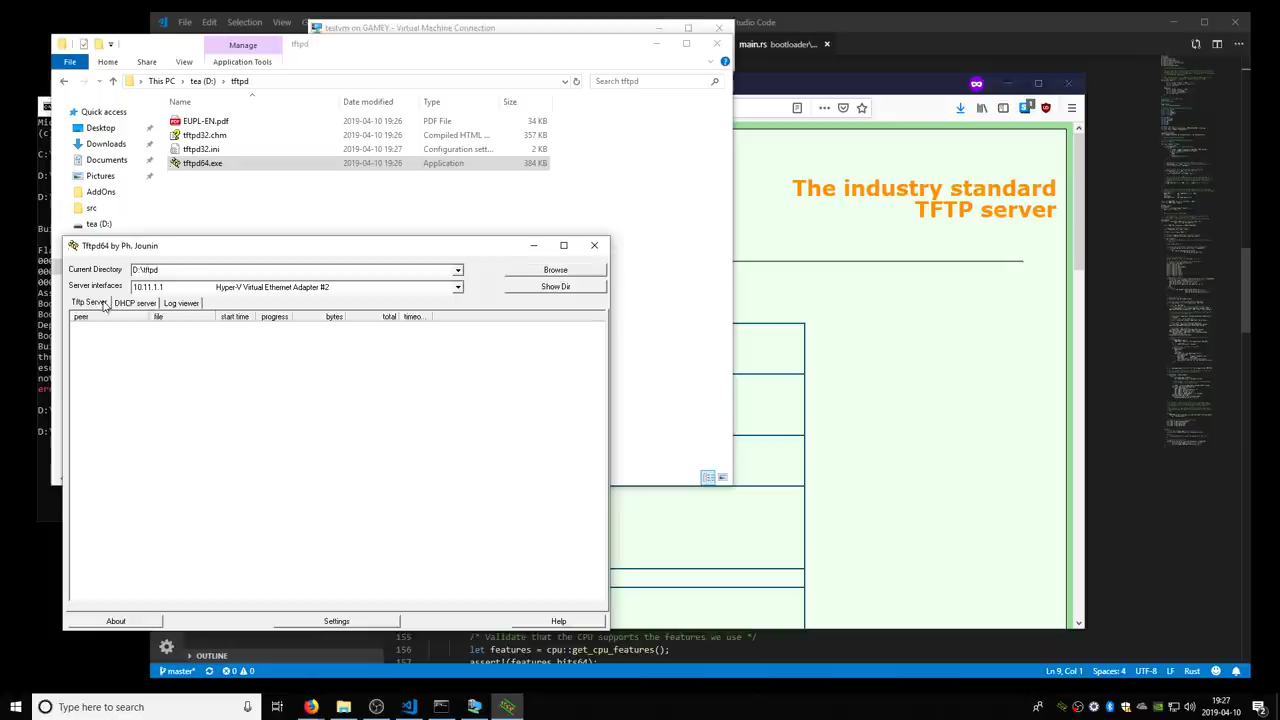 File
Edit
Selection
View
testvm on GAMEY - Virtual Machine Connection
Studio Code
Manage
tftpd
main.rs bootloader\...
File
Home
Share
View
Application Tools
This PC
tea (D:)
tftpd
Search tftpd
Name
Date modified
Type
Size
Quick access
Desktop
Downloads
Documents
Pictures
AddOns
src
tea (D:)
EUPL-EN.pdf
2019-04-10 19:26
PDF File
34 KB
tftpd32.chm
2019-04-10 19:26
Compiled HTML ...
357 KB
tftpd32.ini
2019-04-10 19:27
Configuration sett...
2 KB
tftpd64.exe
2019-04-10 19:26
Application
384 KB
The industry standard
TFTP server
Tftpd64 by Ph. Jounin
Current Directory
D:\tftpd
Browse
Server interfaces
10.11.1.1
Hyper-V Virtual Ethernet Adapter #2
Show Dir
Tftp Server
DHCP server
Log viewer
peer
file
start time
progress
bytes
total
timeo...
About
Settings
Help
155
/* Validate that the CPU supports the features we use */
156
let features = cpu::get_cpu_features();
157
assert!(features.bits64);
OUTLINE
master*
0
0
Ln 9, Col 1
Spaces: 4
UTF-8
LF
Rust
Type here to search
19:27
2019-04-10